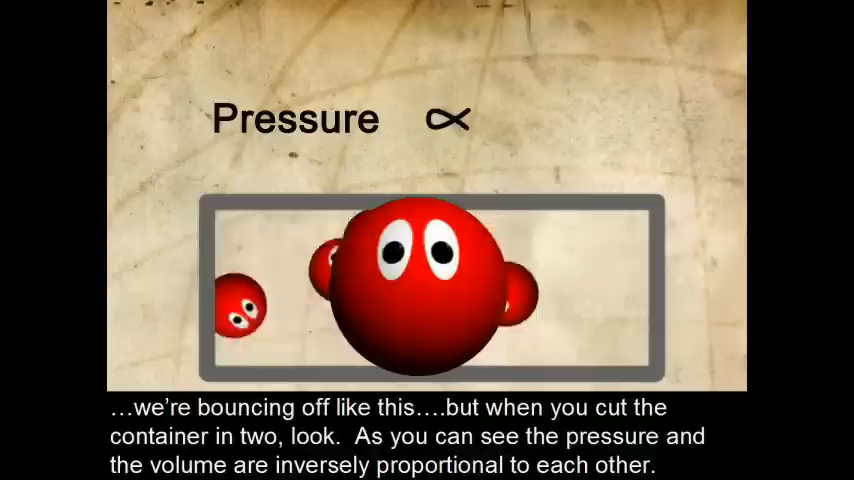 Pressure ∝
…we’re bouncing off like this….but when you cut the
container in two, look.  As you can see the pressure and
the volume are inversely proportional to each other.